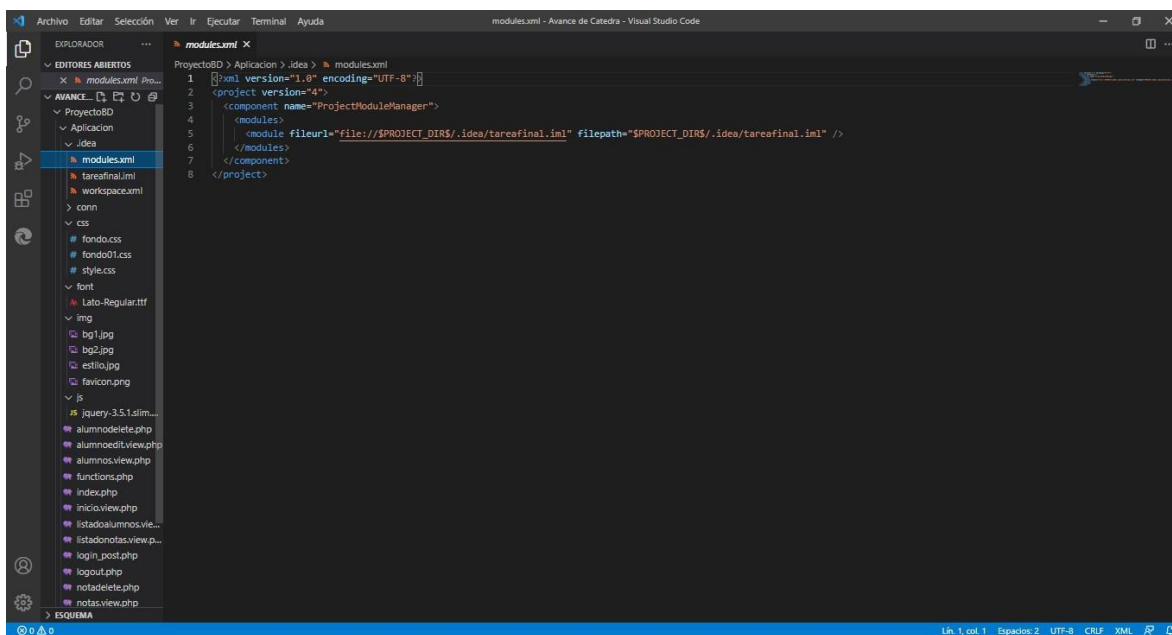 Archivo Editar Selección Ver Ir Ejecutar Terminal Ayuda
modules.xml - Avance de Catedra - Visual Studio Code
EXPLORADOR
modules.xml
EDITORES ABIERTOS
modules.xml Pro...
AVANCE...
ProyectoBD
Aplicacion
.idea
modules.xml
tareafinal.iml
workspace.xml
conn
css
fondo.css
fondo01.css
style.css
font
Lato-Regular.ttf
img
bg1.jpg
bg2.jpg
estilo.jpg
favicon.png
js
JS jquery-3.5.1.slim....
alumnodelete.php
alumnoedit.view.php
alumnos.view.php
functions.php
index.php
inicio.view.php
listadoalumnos.vie...
listadonotas.view.p...
login_post.php
logout.php
notadelete.php
notas.view.php
ESQUEMA
ProyectoBD > Aplicacion > .idea > modules.xml
1 <?xml version="1.0" encoding="UTF-8"?>
2 <project version="4">
3 <component name="ProjectModuleManager">
4 <modules>
5 <module fileurl="file://$PROJECT_DIR$/.idea/tareafinal.iml" filepath="$PROJECT_DIR$/.idea/tareafinal.iml" />
6 </modules>
7 </component>
8 </project>
0 0
Lín. 1, col. 1 Espacios: 2 UTF-8 CRLF XML